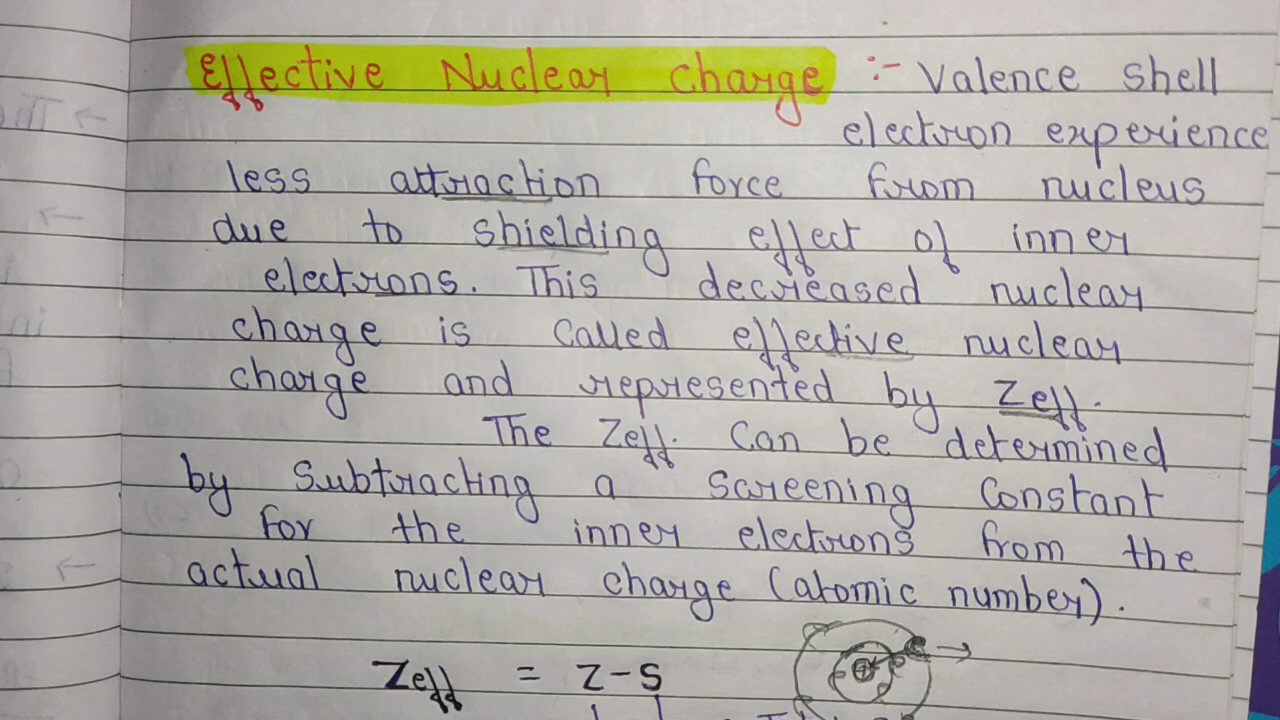 Effective Nuclear Charge :- Valence shell
electron experience
less attraction force from nucleus
due to shielding effect of inner
electrons. This decreased nuclear
charge is called effective nuclear
charge and represented by Zeff.
The Zeff. can be determined
by subtracting a screening constant
for the inner electrons from the
actual nuclear charge (atomic number).
Zeff = Z-S